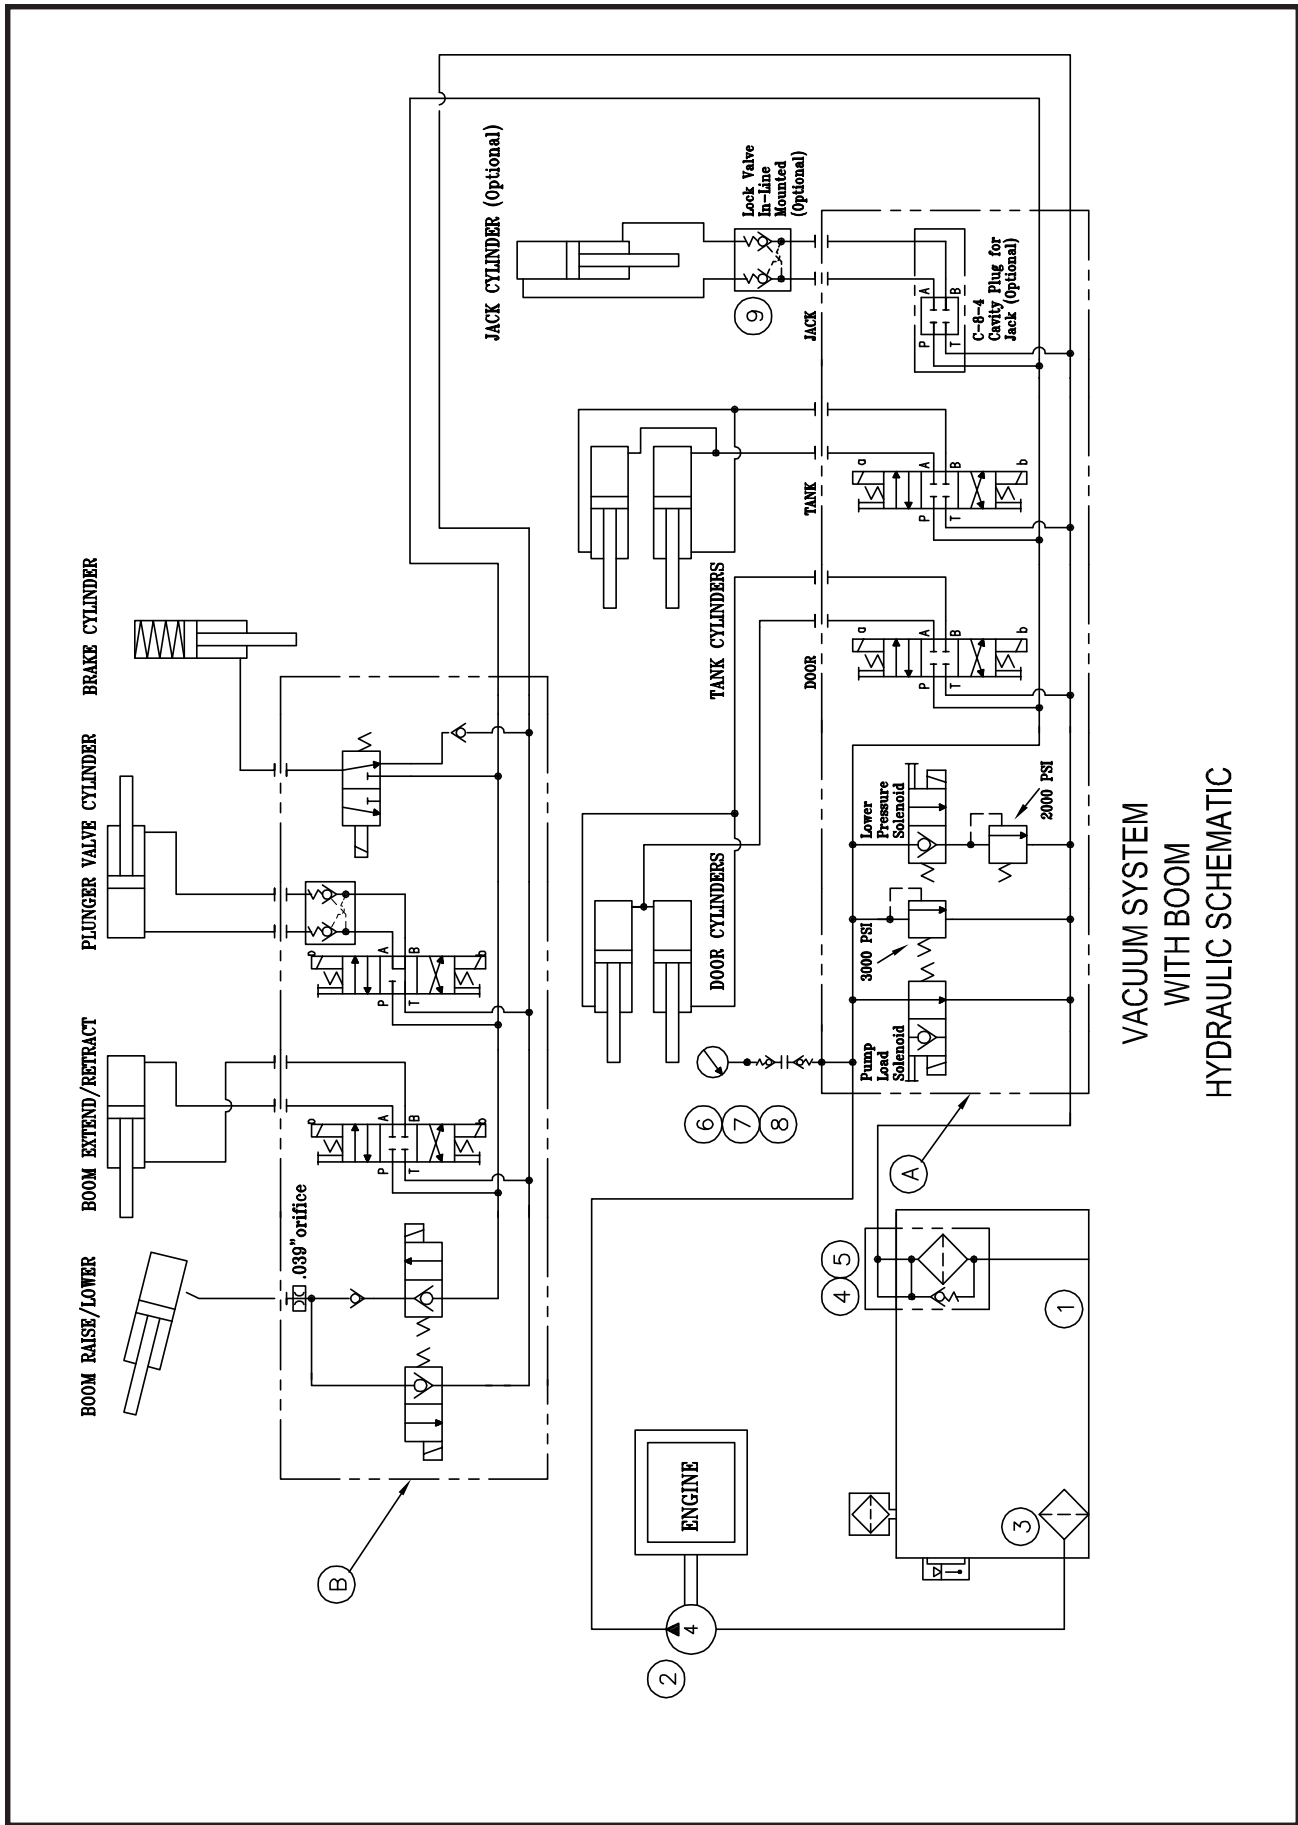 BOOM RAISE/LOWER
BOOM EXTEND/RETRACT
PLUNGER VALVE CYLINDER
BRAKE CYLINDER
.039" orifice
P
T
A
B
a
b
P
T
A
B
a
b
B
JACK CYLINDER (Optional)
Lock Valve
In-Line
Mounted
(Optional)
9
TANK CYLINDERS
DOOR CYLINDERS
DOOR
TANK
JACK
a
A
B
b
P
T
a
A
B
b
P
T
A
B
P
T
C-8-4
Cavity Plug for
Jack (Optional)
6
7
8
Pump
Load
Solenoid
3000 PSI
Lower
Pressure
Solenoid
2000 PSI
A
ENGINE
4
2
4
5
1
3
VACUUM SYSTEM
WITH BOOM
HYDRAULIC SCHEMATIC